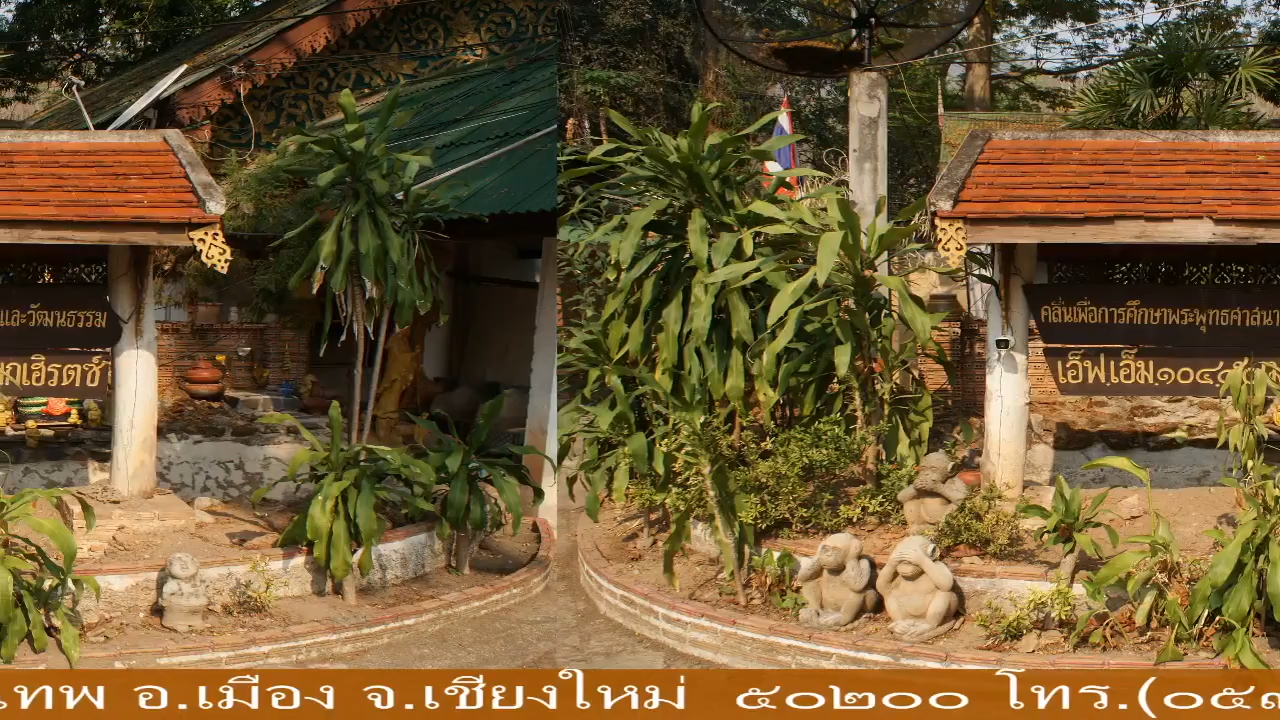 และวัฒนธรรม
คลื่นเพื่อการศึกษาพระพุทธศาสนา
เอ็ฟ.เอ็ม.๑๐๔.๕
อ.เมือง จ.เชียงใหม่ ๕๐๒๐๐ โทร.(๐๕